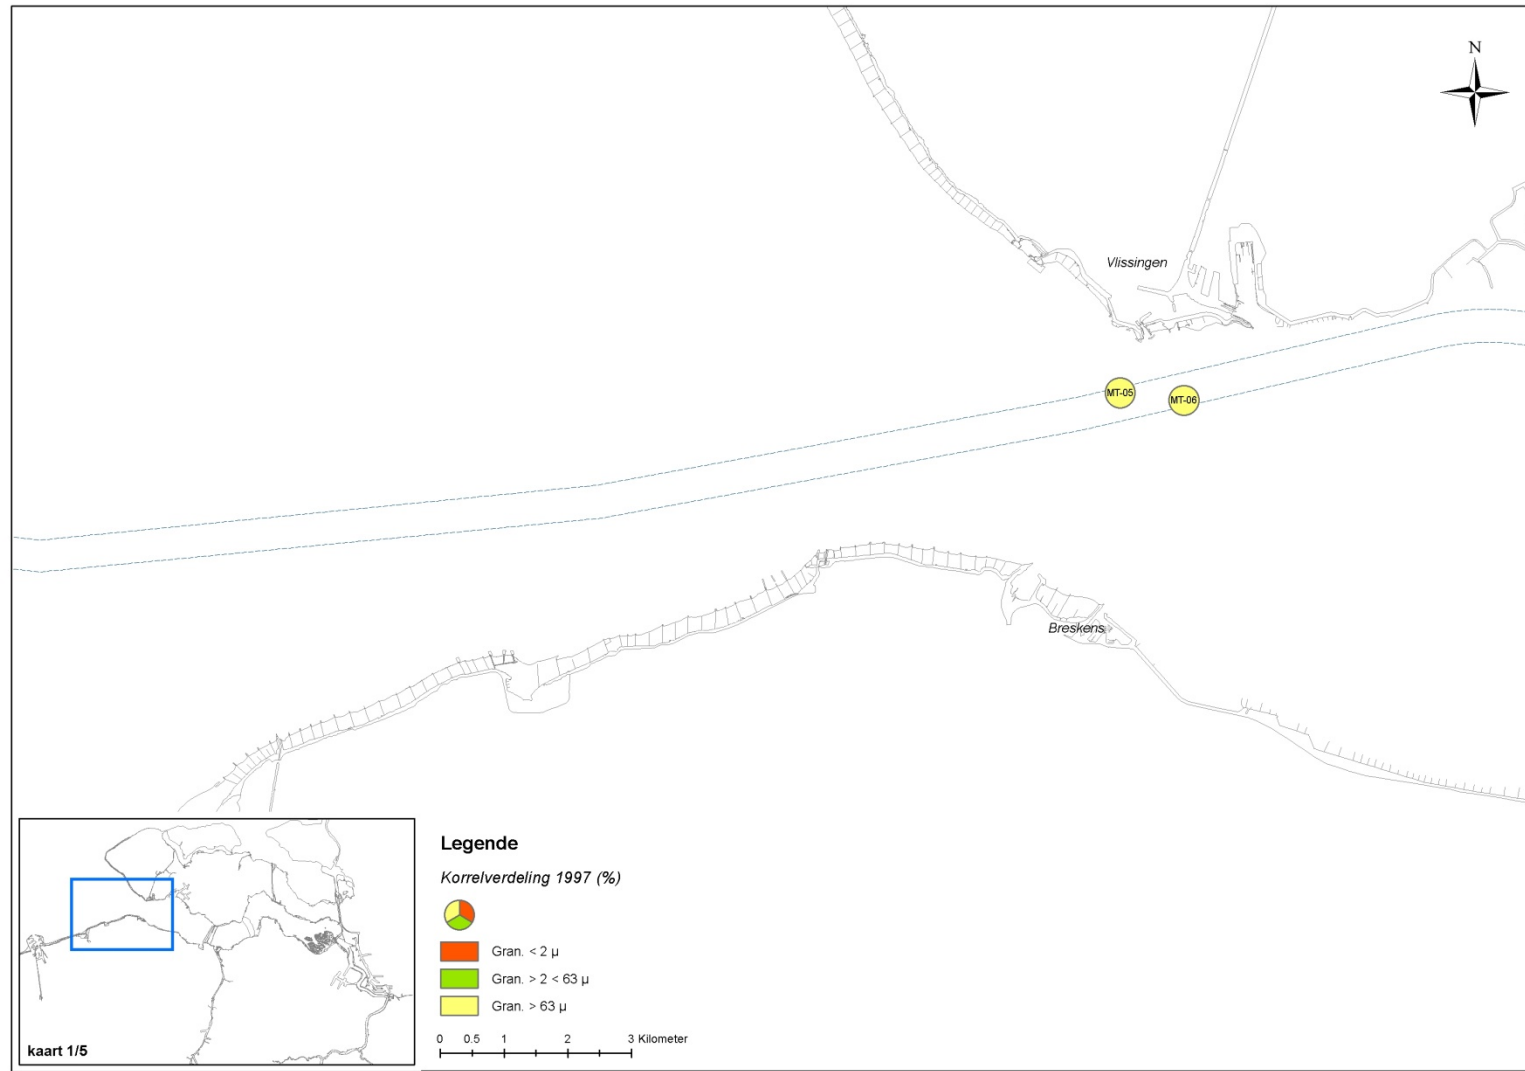 N
Vlissingen
MT-05
MT-06
Breskens
Legende
Korrelverdeling 1997 (%)
Gran. < 2 µ
Gran. > 2 < 63 µ
Gran. > 63 µ
0 0.5 1 2 3 Kilometer
kaart 1/5